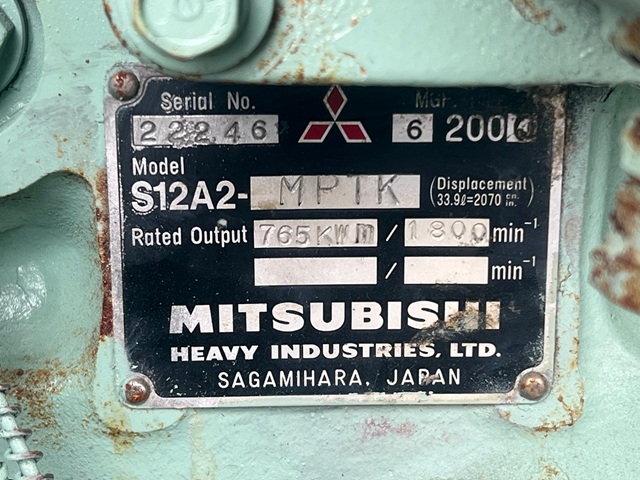 Serial No. MGF.
22246 6 200
Model
S12A2-MPTK (Displacement 33.9ℓ=2070 cu. in.)
Rated Output 765KWm / 1800 min⁻¹
/ min⁻¹
MITSUBISHI
HEAVY INDUSTRIES, LTD.
SAGAMIHARA, JAPAN